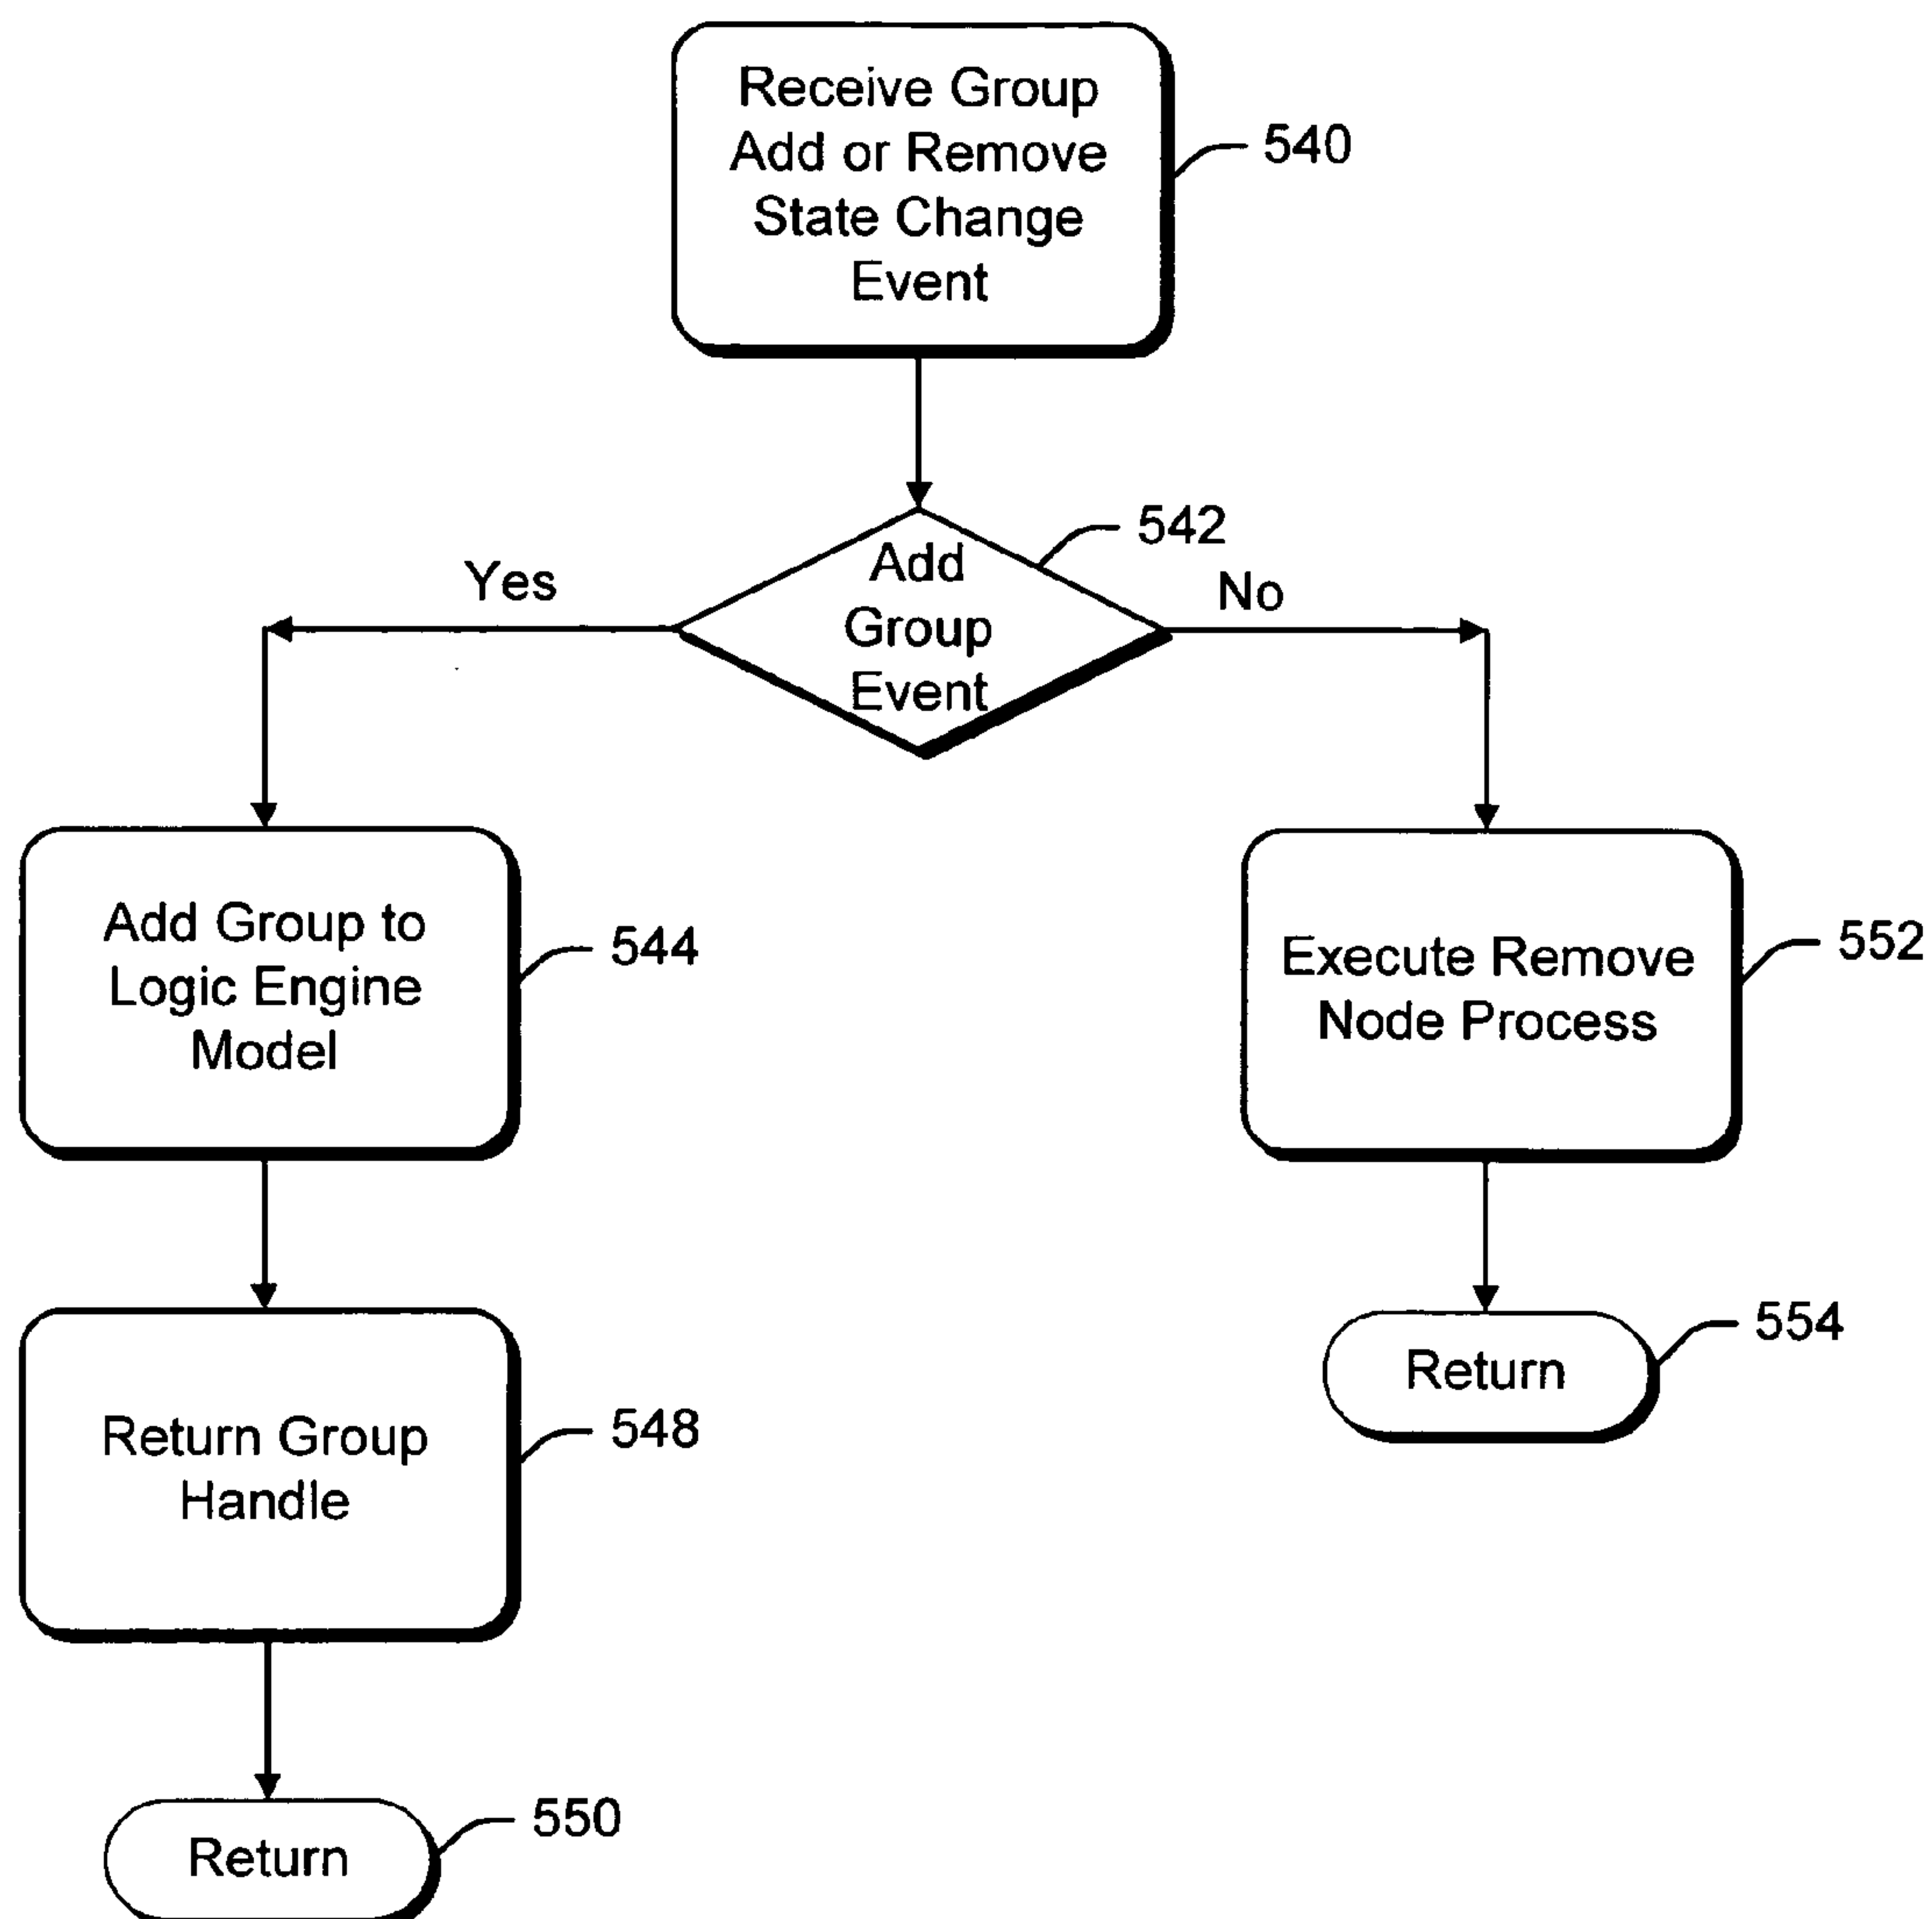 Receive Group
Add or Remove
State Change
Event
540
542
Add
Group
Event
Yes
No
Add Group to
Logic Engine
Model
544
Execute Remove
Node Process
552
Return Group
Handle
548
Return
554
Return
550